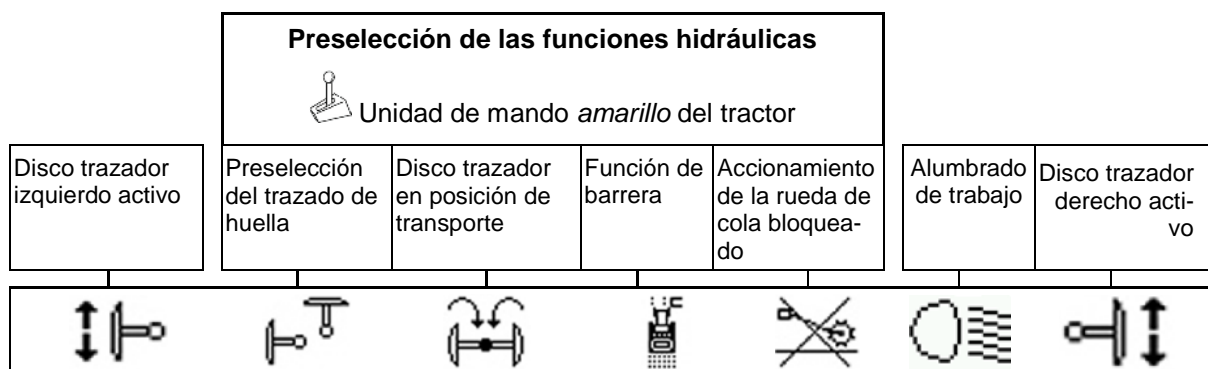 Preselección de las funciones hidráulicas
Unidad de mando amarillo del tractor
Disco trazador
izquierdo activo
Preselección
del trazado de
huella
Disco trazador
en posición de
transporte
Función de
barrera
Accionamiento
de la rueda de
cola bloquea-
do
Alumbrado
de trabajo
Disco trazador
derecho acti-
vo